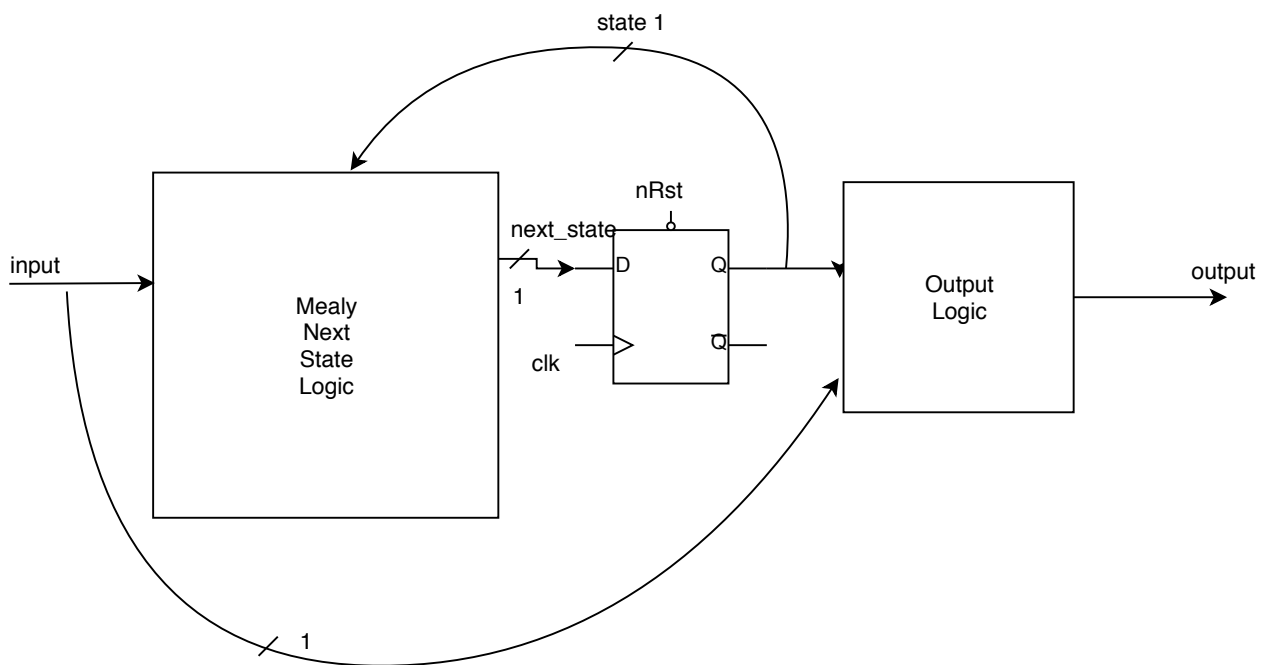 state 1
nRst
next_state
input
D
Q
output
Output
Logic
1
Mealy
Next
State
Logic
clk
Q
1